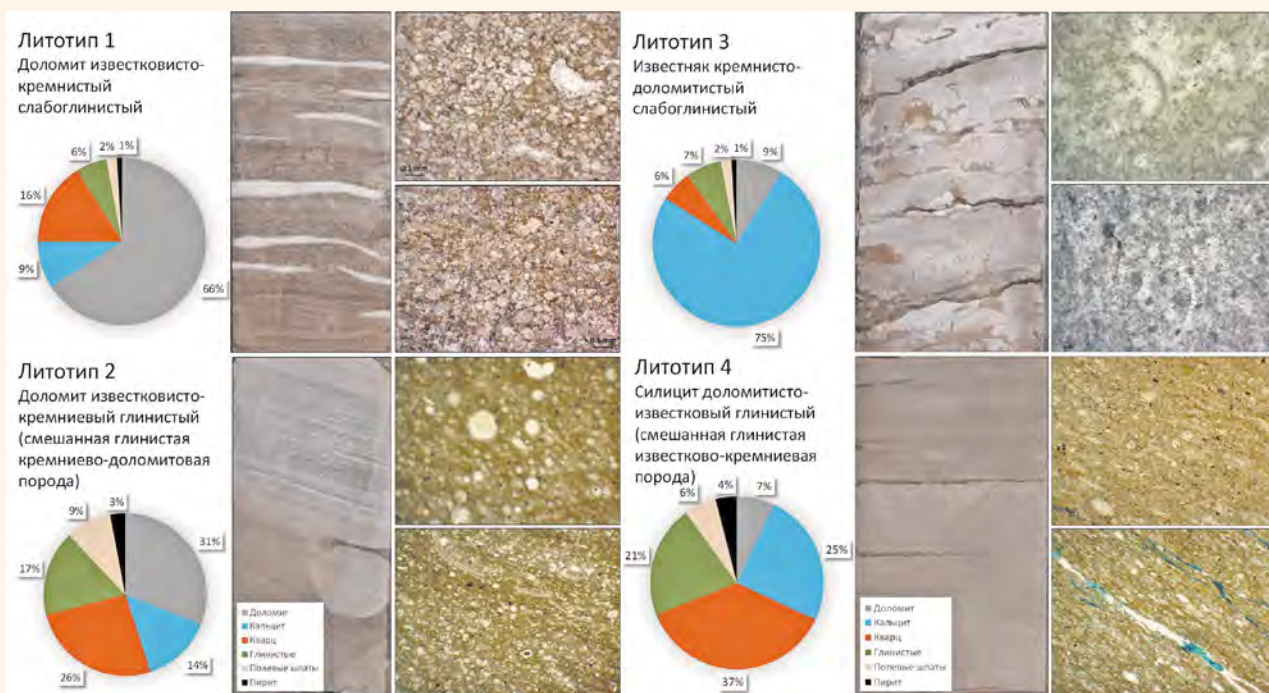 Литотип 1
Доломит известковисто-
кремнистый
слабоглинистый
6%
2%
1%
16%
9%
66%
0.1 mm
Литотип 3
Известняк кремнисто-
доломитистый
слабоглинистый
7%
2%
1%
9%
6%
75%
Литотип 2
Доломит известковисто-
кремниевый глинистый
(смешанная глинистая
кремниево-доломитовая
порода)
9%
3%
31%
17%
14%
26%
Доломит
Кальцит
Кварц
Глинистые
Полевые шпаты
Пирит
Литотип 4
Силицит доломитисто-
известковый глинистый
(смешанная глинистая
известково-кремниевая
порода)
6%
4%
7%
21%
25%
37%
Доломит
Кальцит
Кварц
Глинистые
Полевые шпаты
Пирит